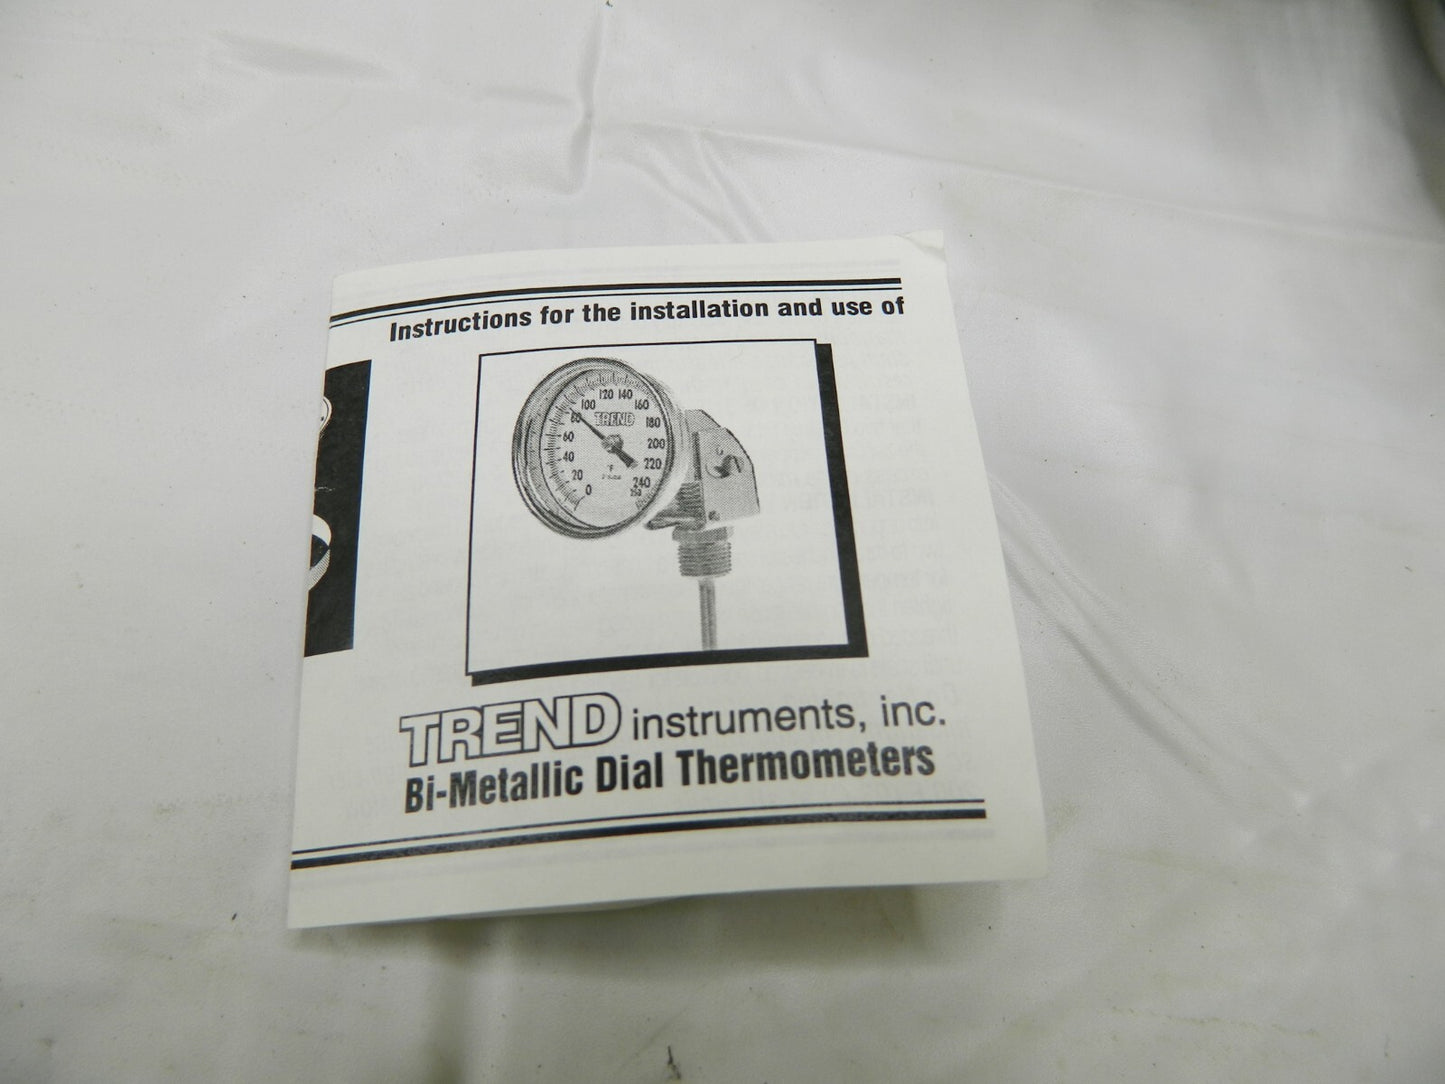 Instructions for the installation and use of
120 140
100 160
80 TREND 180
60 200
40 °F 220
20 240
0 250
TREND instruments, inc.
Bi-Metallic Dial Thermometers